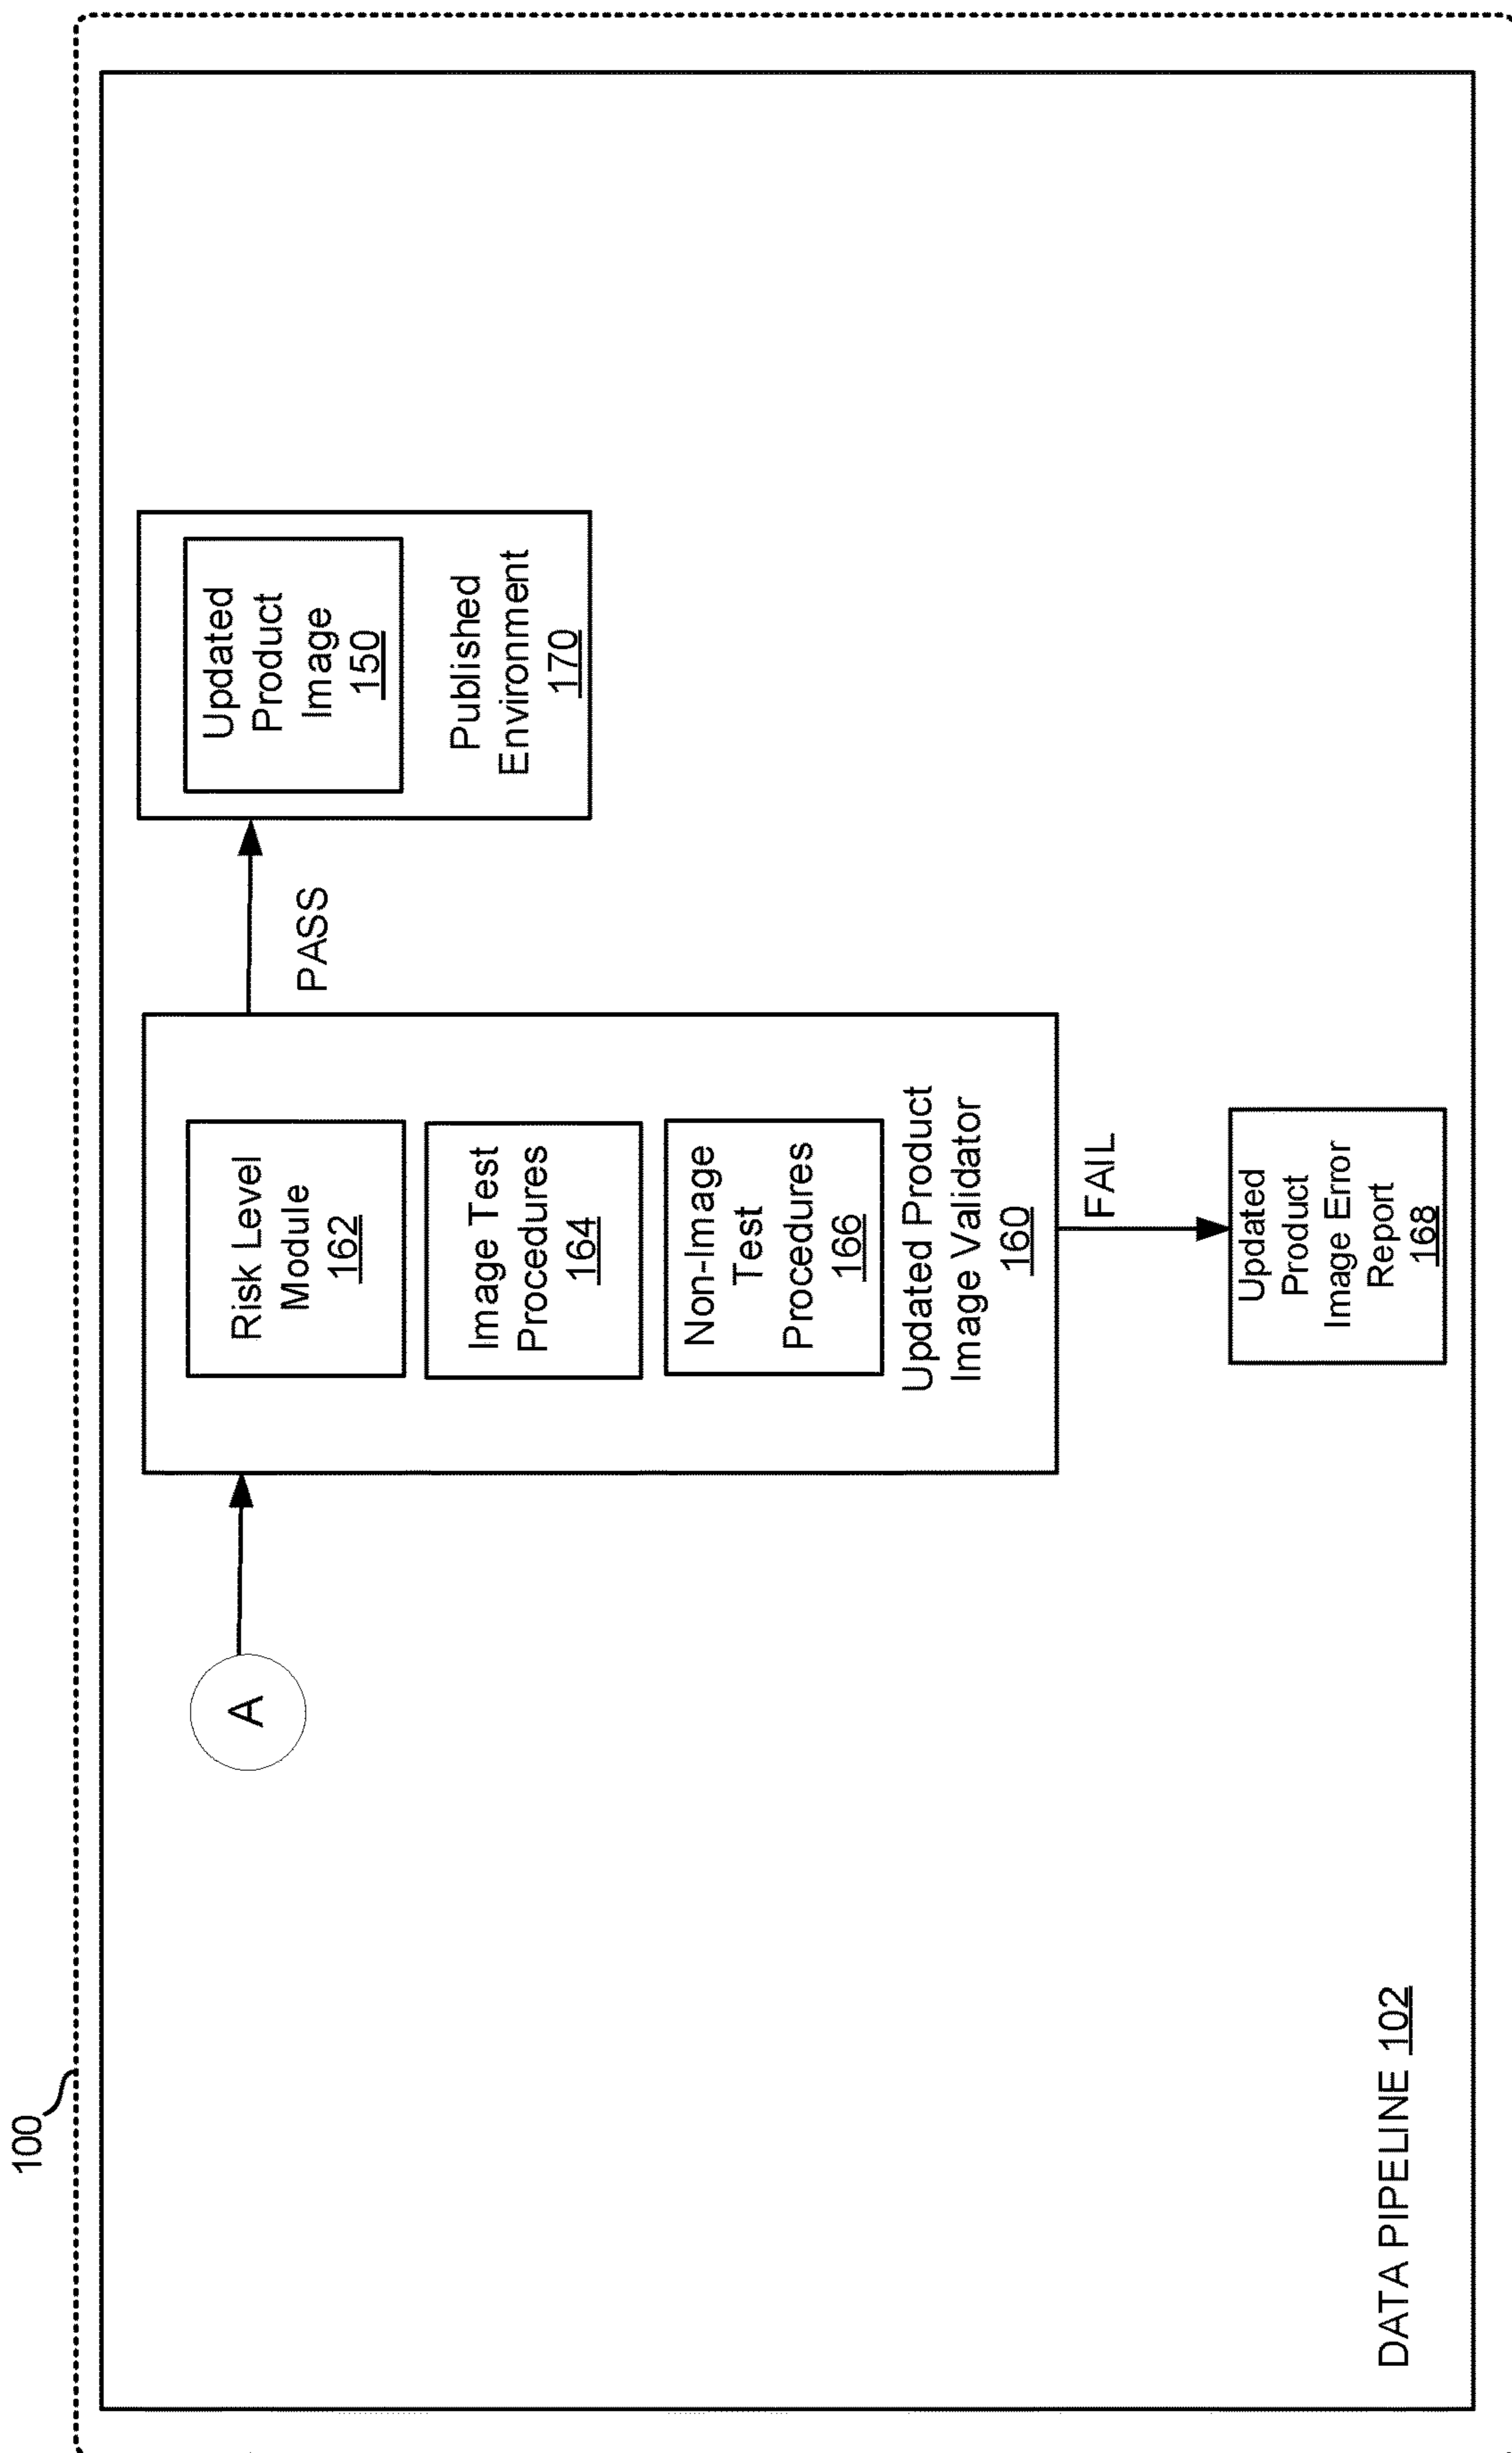 100
A
Risk Level
Module
162
Image Test
Procedures
164
Non-Image
Test
Procedures
166
Updated Product
Image Validator
160
PASS
Updated
Product
Image
150
Published
Environment
170
FAIL
Updated
Product
Image Error
Report
168
DATA PIPELINE 102